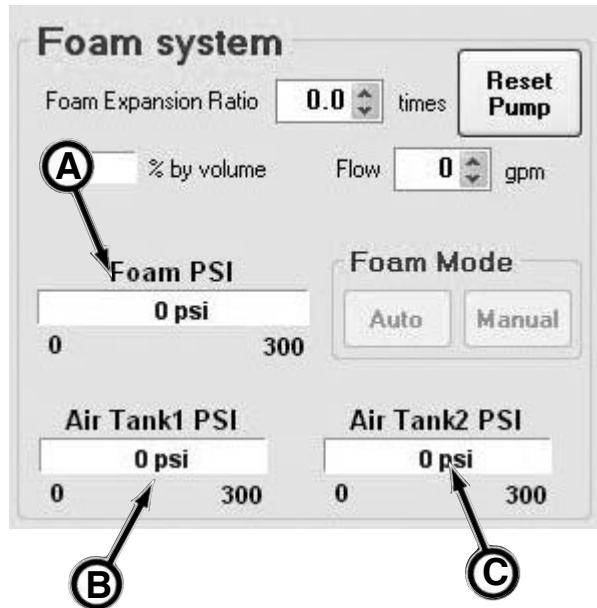 Foam system
Foam Expansion Ratio 0.0 times Reset Pump
A % by volume Flow 0 gpm
Foam PSI
0 psi
0 300
Foam Mode
Auto Manual
Air Tank1 PSI
0 psi
0 300
Air Tank2 PSI
0 psi
0 300
B
C